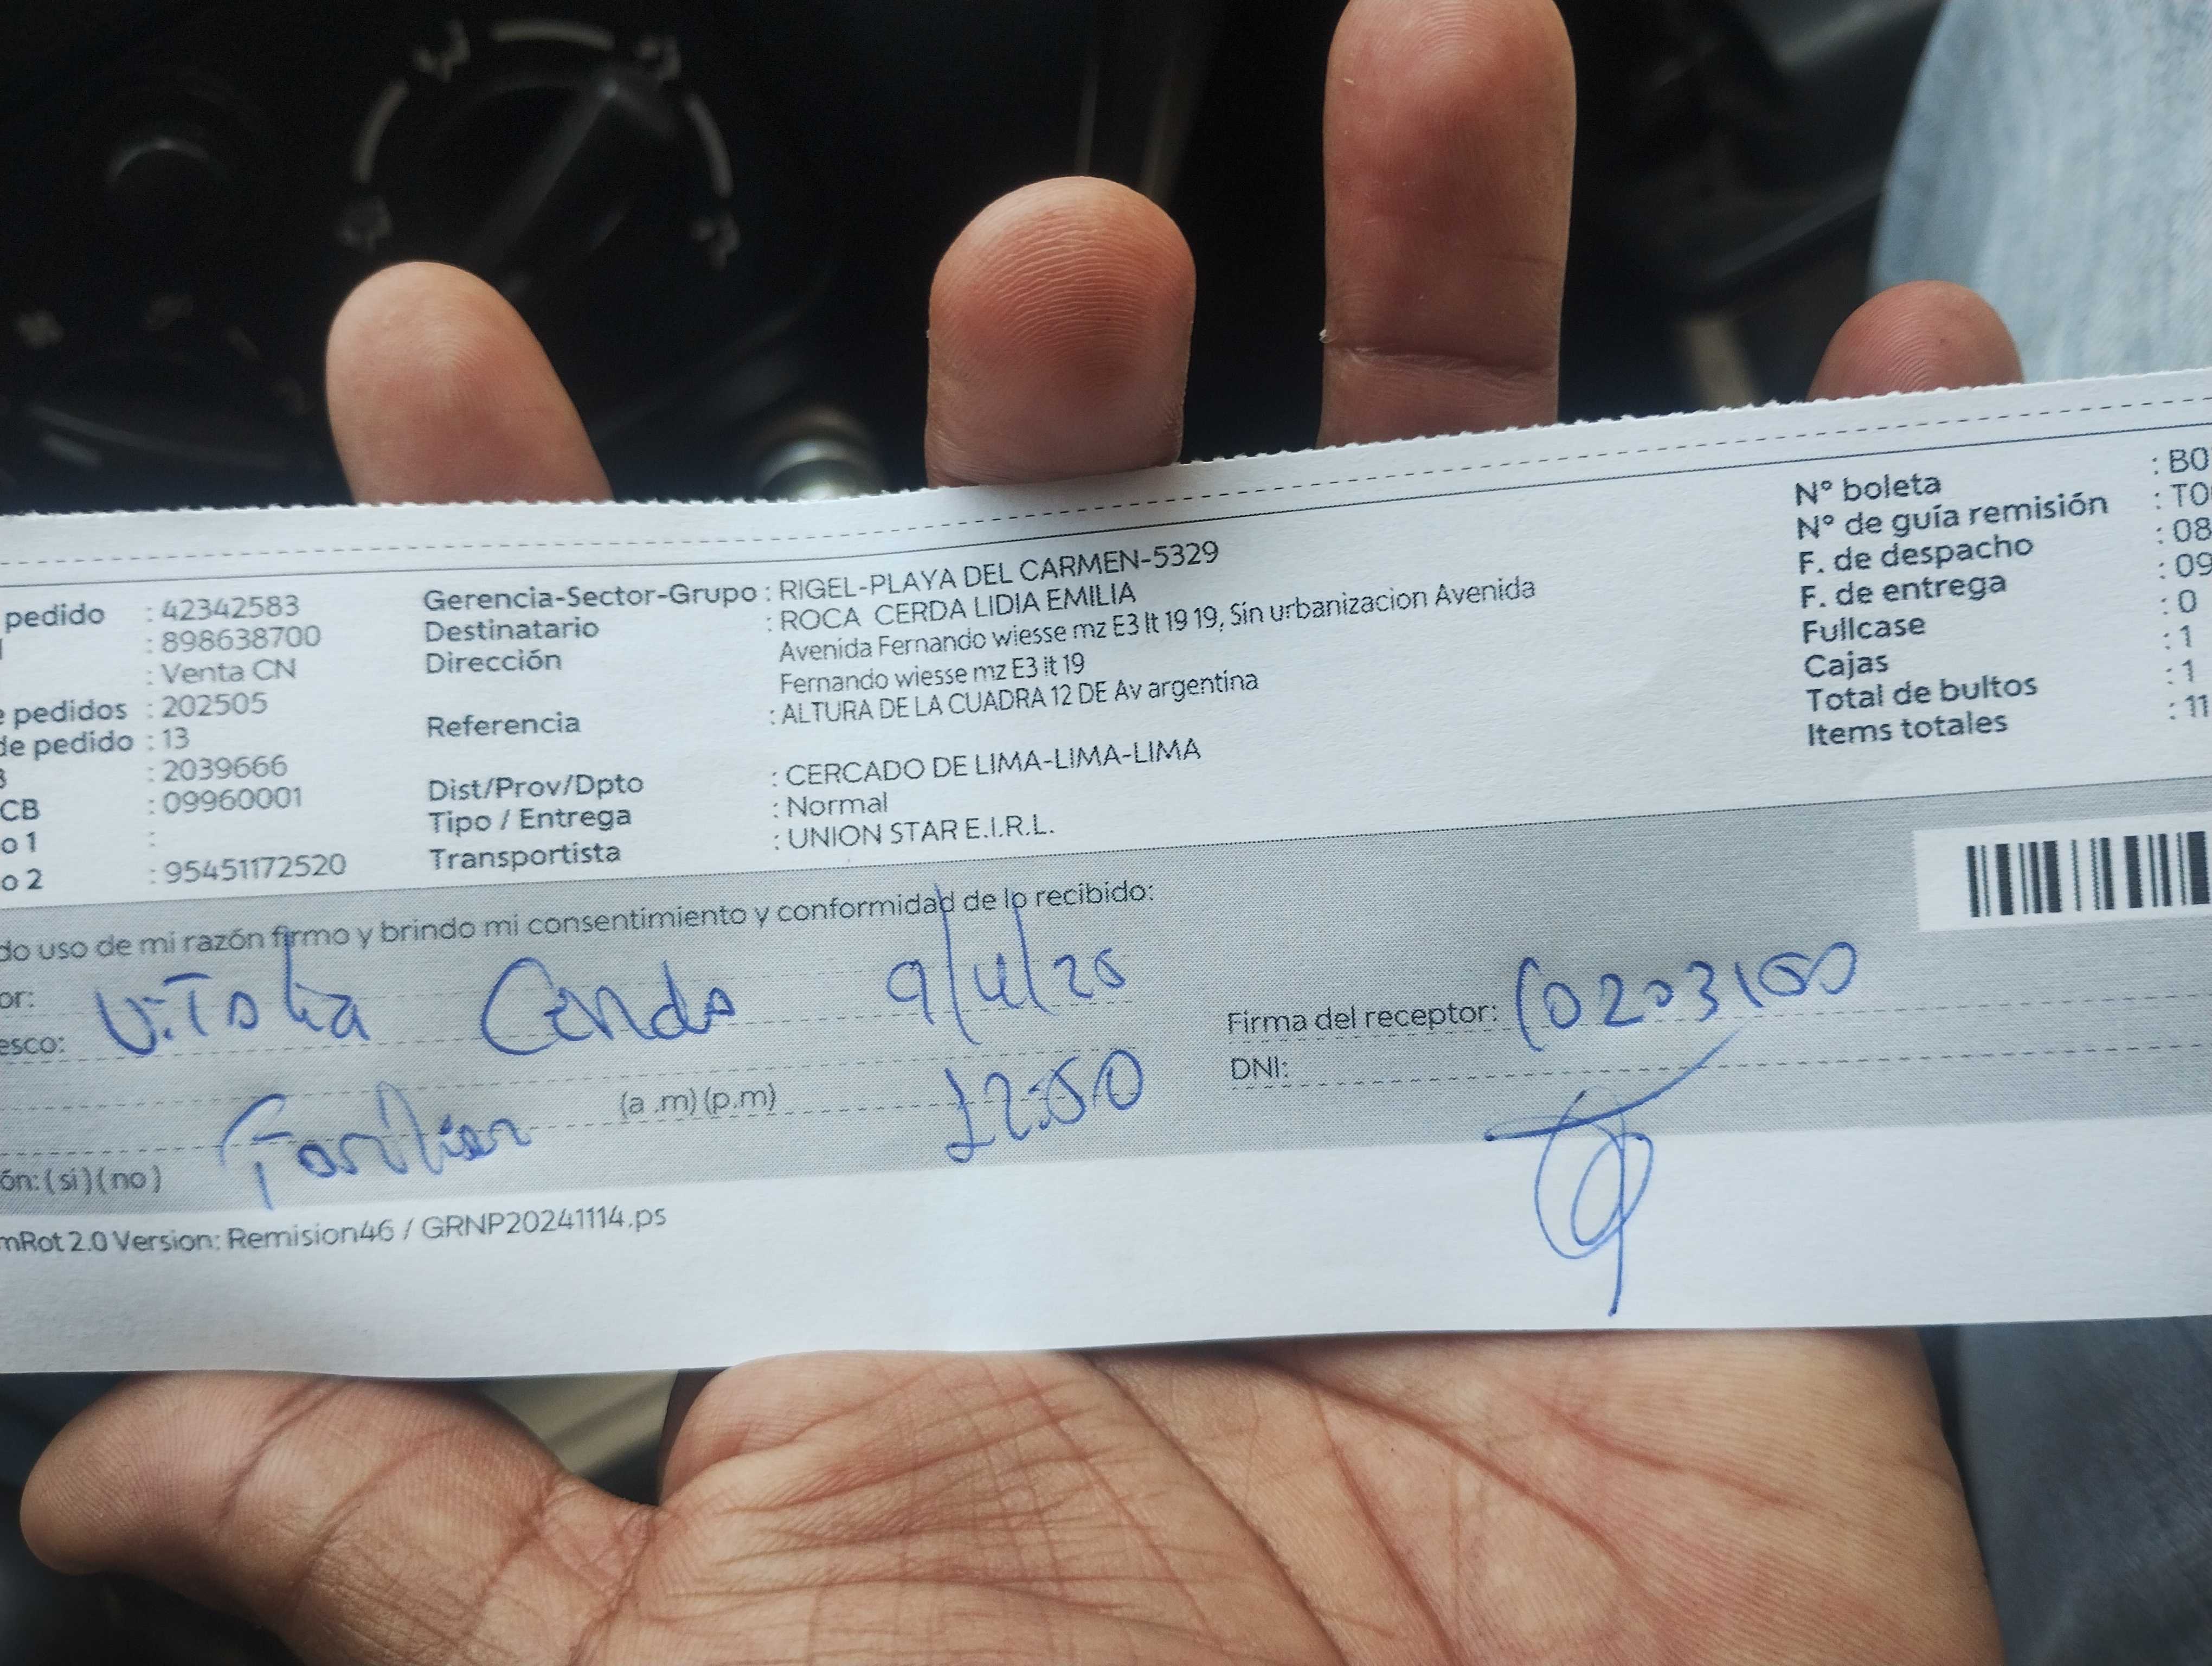 pedido : 42342583
: 898638700
: Venta CN
e pedidos : 202505
de pedido : 13
: 2039666
CB : 09960001
o 1 :
o 2 : 95451172520
Gerencia-Sector-Grupo : RIGEL-PLAYA DEL CARMEN-5329
Destinatario : ROCA CERDA LIDIA EMILIA
Dirección Avenida Fernando wiesse mz E3 lt 19 19, Sin urbanizacion Avenida
Fernando wiesse mz E3 lt 19
Referencia : ALTURA DE LA CUADRA 12 DE Av argentina
Dist/Prov/Dpto : CERCADO DE LIMA-LIMA-LIMA
Tipo / Entrega : Normal
Transportista : UNION STAR E.I.R.L.
N° boleta : B0
N° de guía remisión : T0
F. de despacho : 08
F. de entrega : 09
Fullcase : 0
Cajas : 1
Total de bultos : 1
Items totales : 11
do uso de mi razón firmo y brindo mi consentimiento y conformidad de lo recibido:
or: Cerda 9/4/25
esco:
Firma del receptor:
DNI:
Familiar (a .m) (p.m) 12:50
ón: (si) (no)
mRot 2.0 Version: Remision46 / GRNP20241114.ps